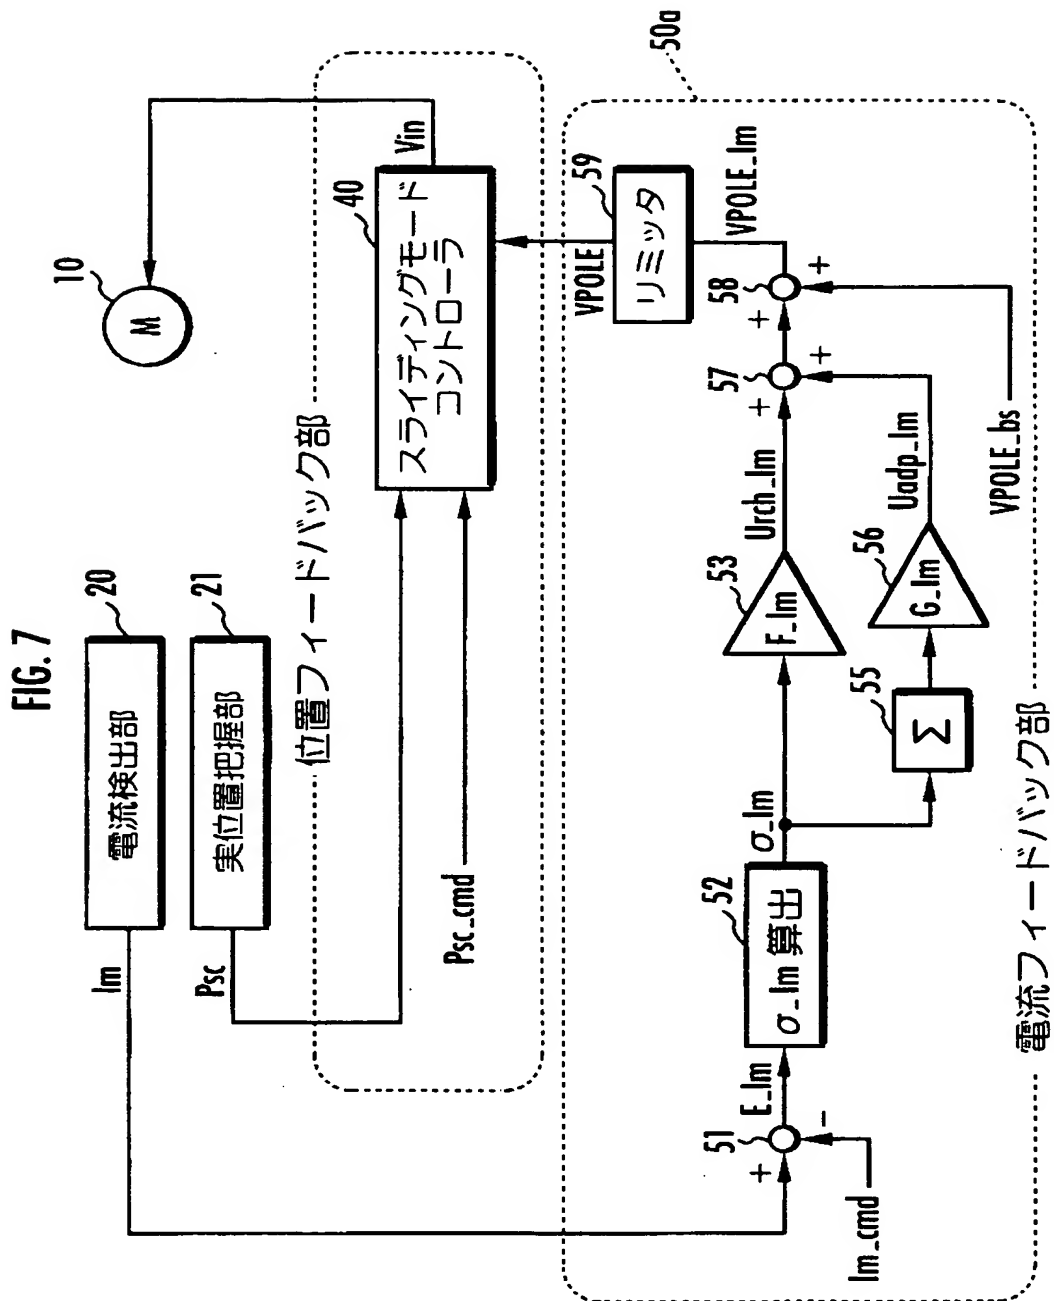 FIG. 7
電流検出部
20
実位置把握部
21
Im
Psc
位置フィードバック部
10
M
Vin
40
スライディングモード
コントローラ
Psc_cmd
50a
VPOLE
リミッタ
59
VPOLE_Im
58
+
+
57
+
+
VPOLE_bs
Urch_Im
53
F_Im
Uadp_Im
56
G_Im
55
Σ
σ_Im
52
σ_Im 算出
E_Im
51
+
-
Im_cmd
電流フィードバック部